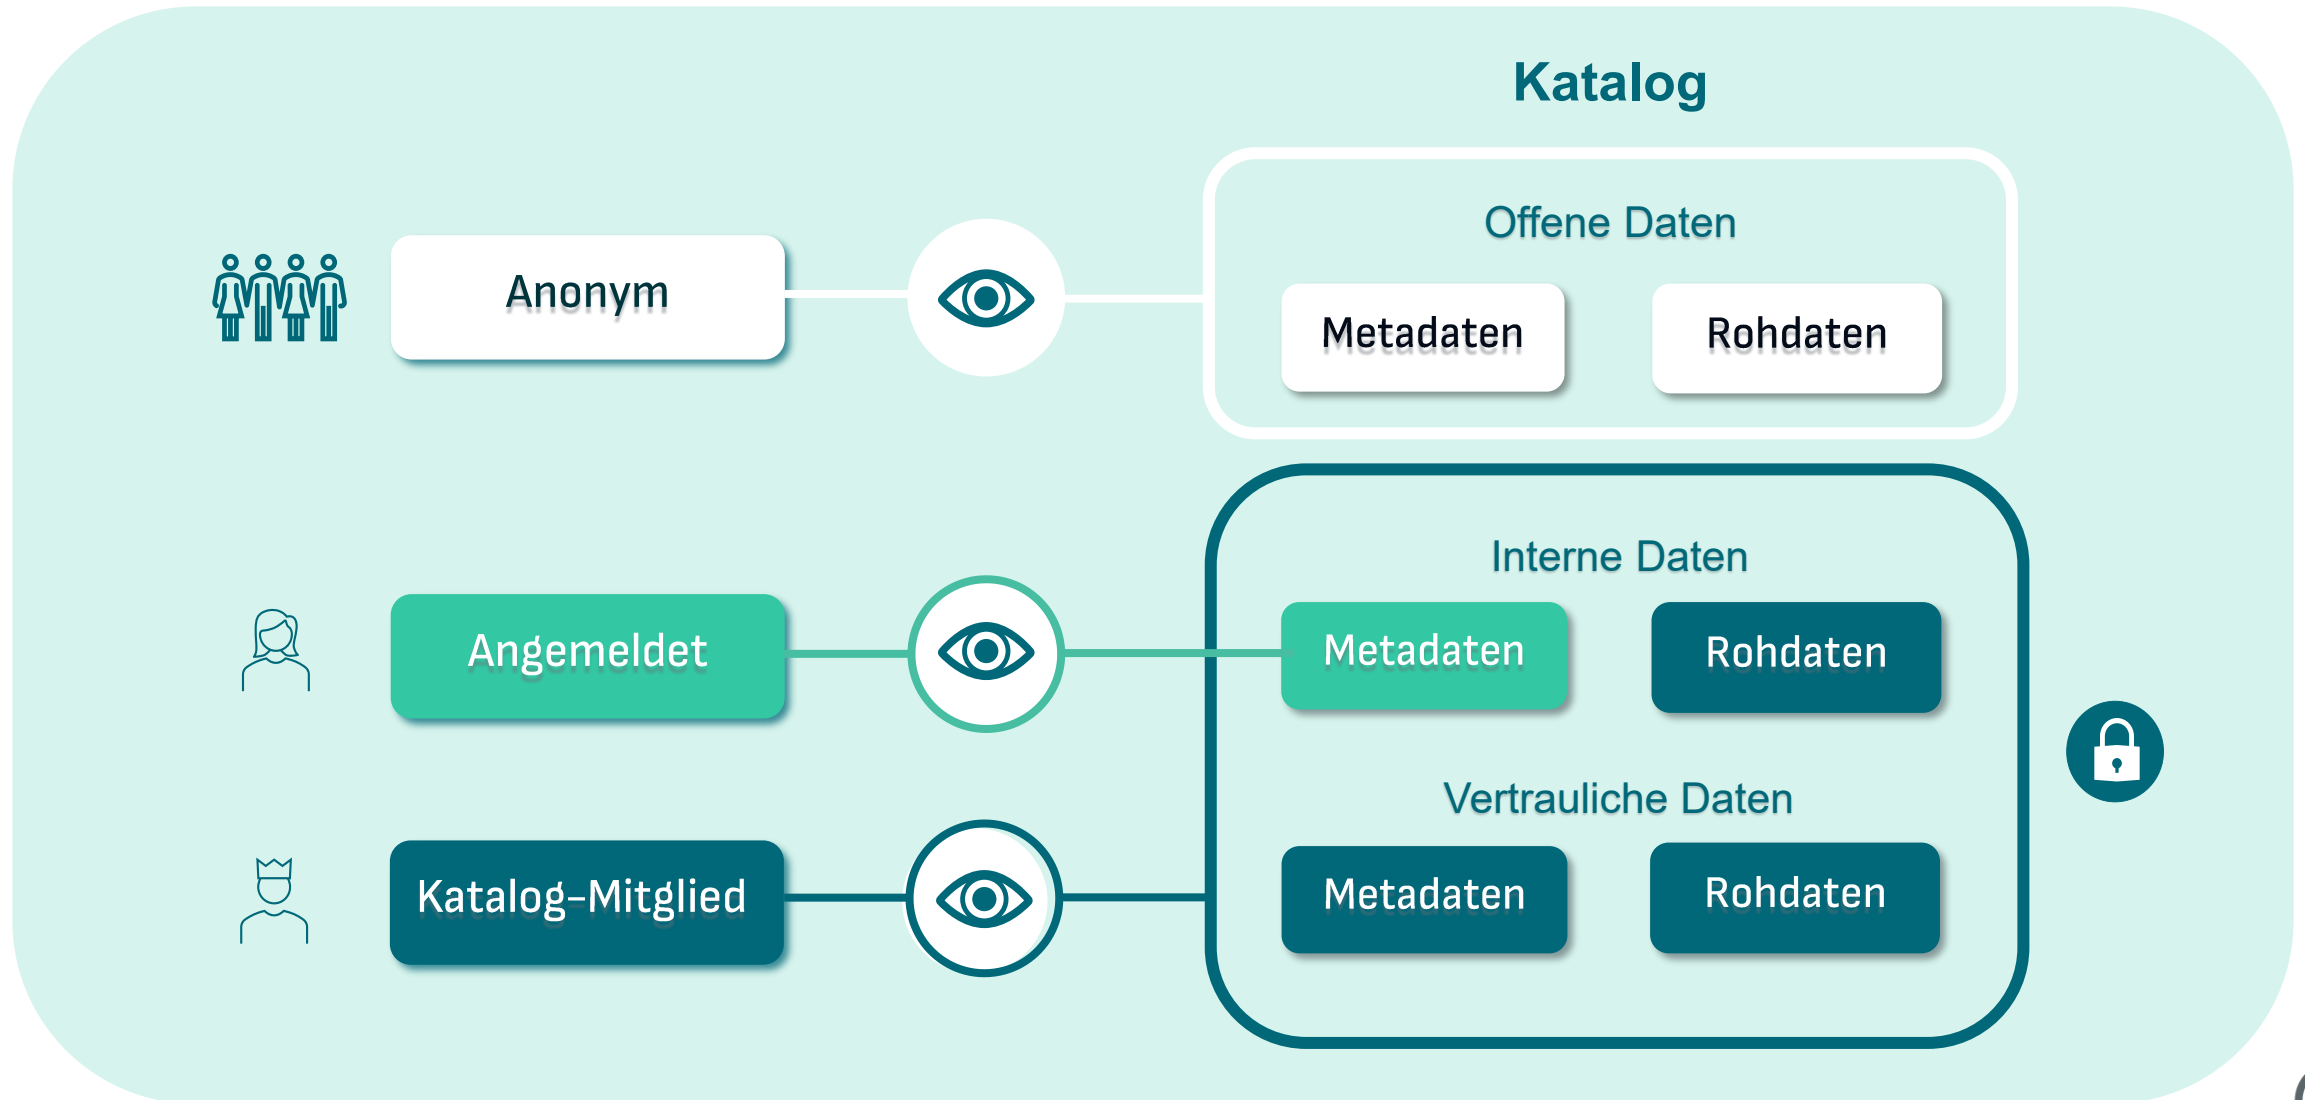 Katalog
Offene Daten
Anonym
Metadaten
Rohdaten
Interne Daten
Angemeldet
Metadaten
Rohdaten
Vertrauliche Daten
Katalog-Mitglied
Metadaten
Rohdaten